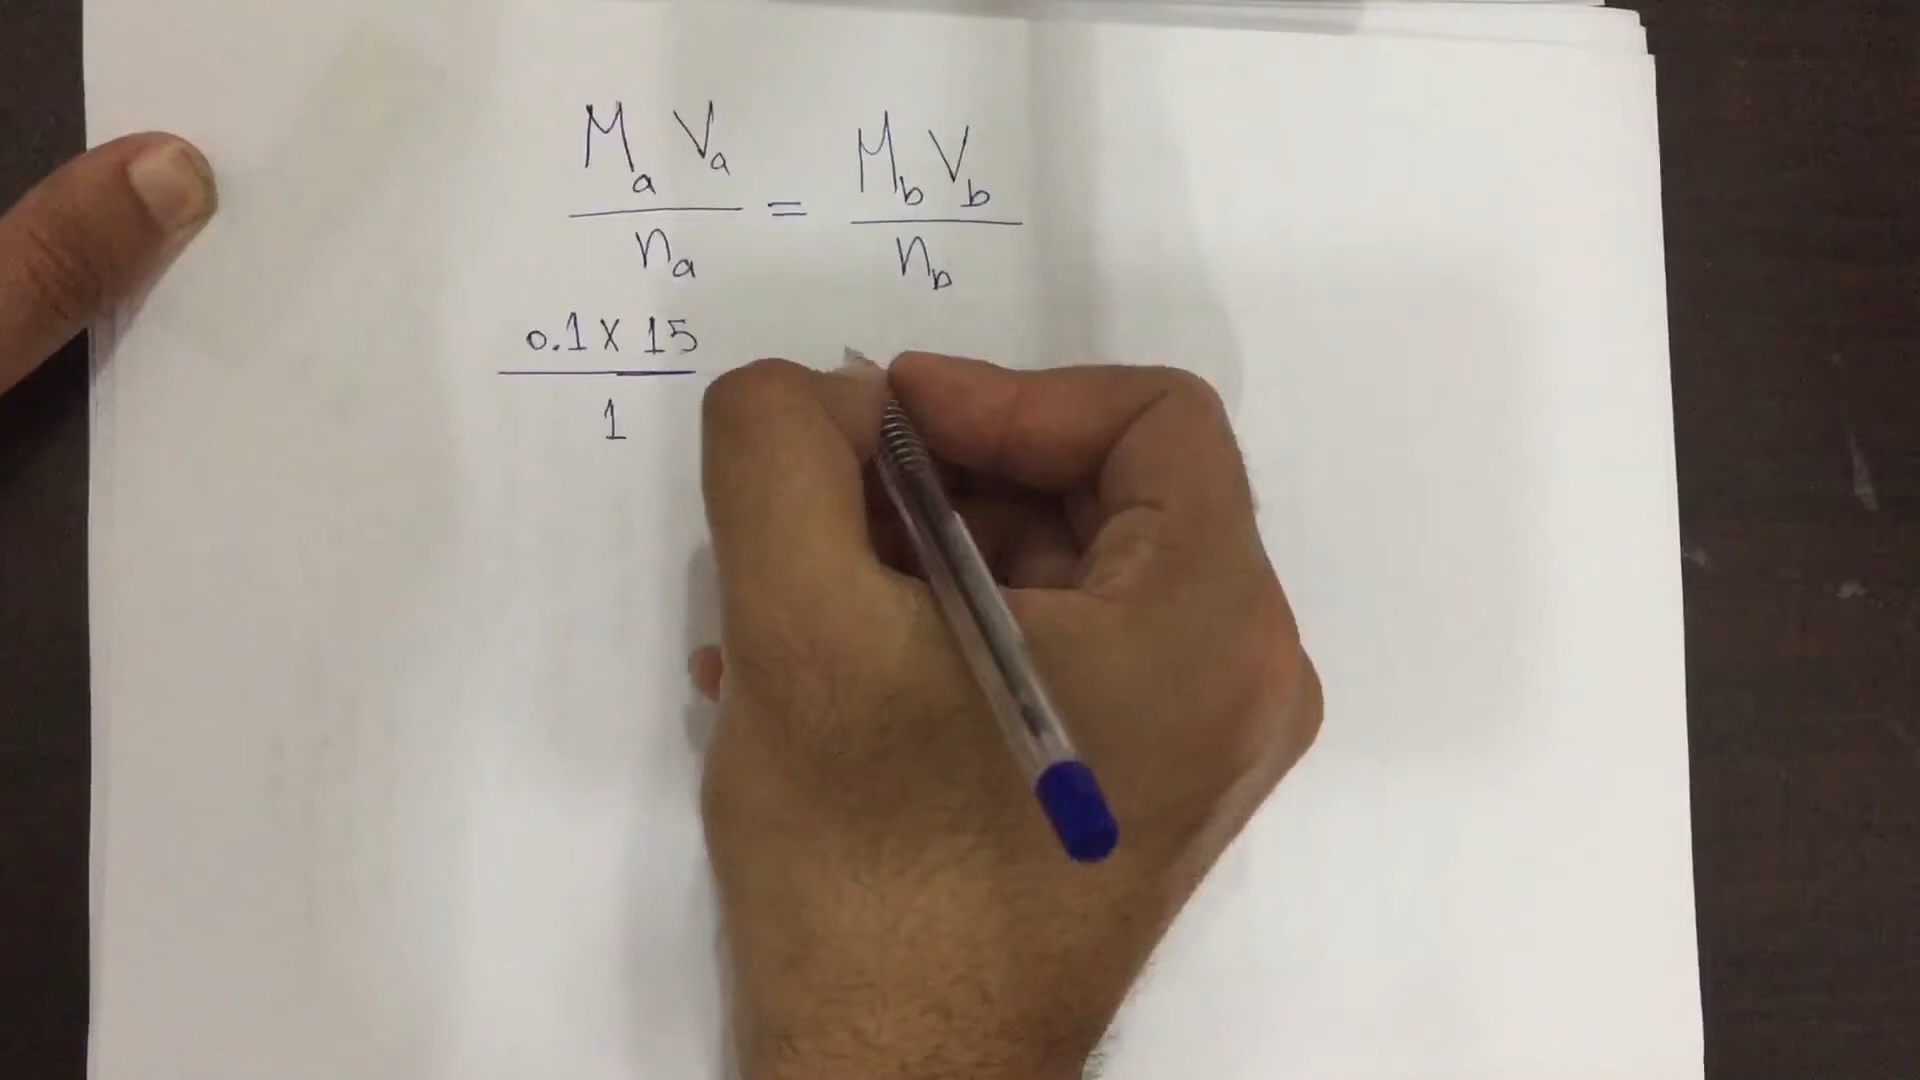 Ma Va / na = Mb Vb / nb
0.1 x 15 / 1